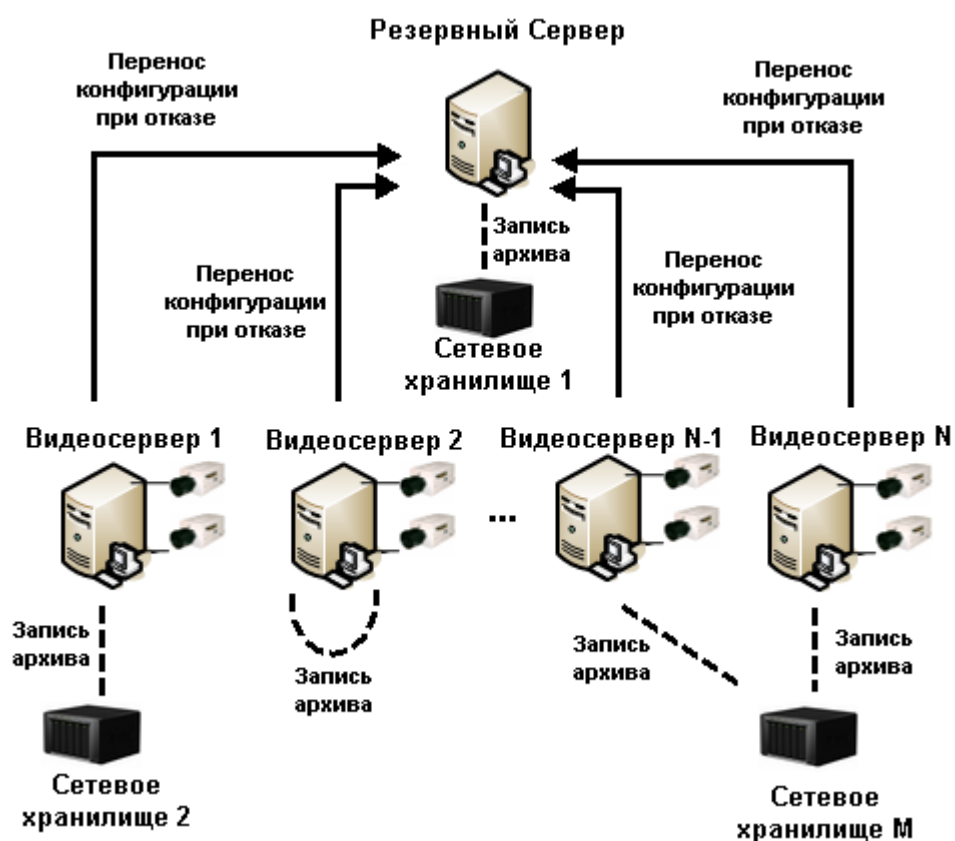 Резервный Сервер
Перенос
конфигурации
при отказе
Перенос
конфигурации
при отказе
Запись
архива
Перенос
конфигурации
при отказе
Перенос
конфигурации
при отказе
Сетевое
хранилище 1
Видеосервер 1
Видеосервер 2
Видеосервер N-1
Видеосервер N
...
Запись
архива
Запись
архива
Запись
архива
Запись
архива
Сетевое
хранилище 2
Сетевое
хранилище M